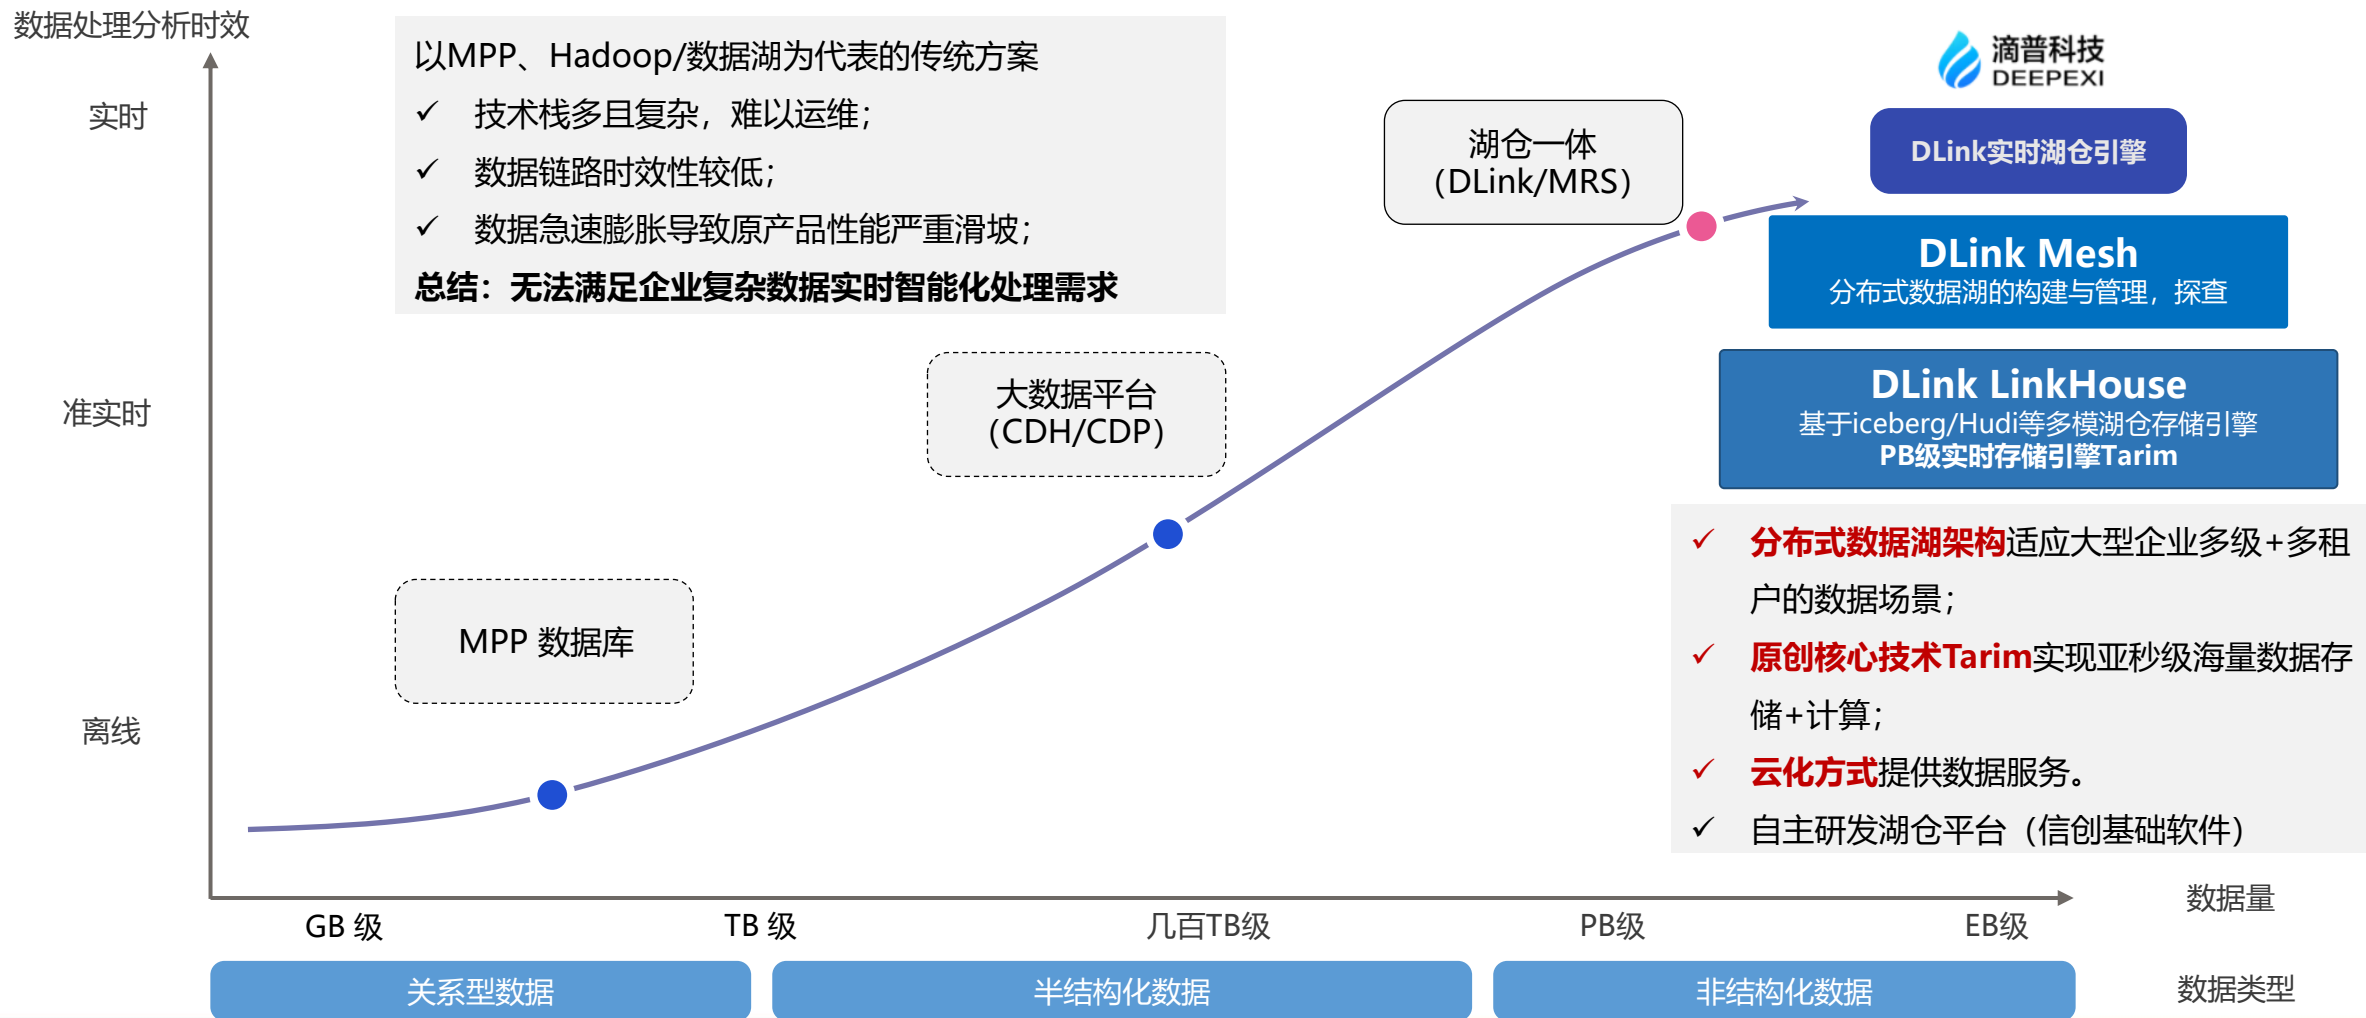 数据处理分析时效
实时
准实时
离线
以MPP、Hadoop/数据湖为代表的传统方案
✓ 技术栈多且复杂，难以运维；
✓ 数据链路时效性较低；
✓ 数据急速膨胀导致原产品性能严重滑坡；
总结：无法满足企业复杂数据实时智能化处理需求
MPP 数据库
大数据平台
（CDH/CDP）
湖仓一体
（DLink/MRS）
滴普科技
DEEPEXI
DLink实时湖仓引擎
DLink Mesh
分布式数据湖的构建与管理，探查
DLink LinkHouse
基于iceberg/Hudi等多模湖仓存储引擎
PB级实时存储引擎Tarim
✓ 分布式数据湖架构适应大型企业多级+多租
户的数据场景；
✓ 原创核心技术Tarim实现亚秒级海量数据存
储+计算；
✓ 云化方式提供数据服务。
✓ 自主研发湖仓平台（信创基础软件）
GB 级
TB 级
几百TB级
PB级
EB级
数据量
关系型数据
半结构化数据
非结构化数据
数据类型